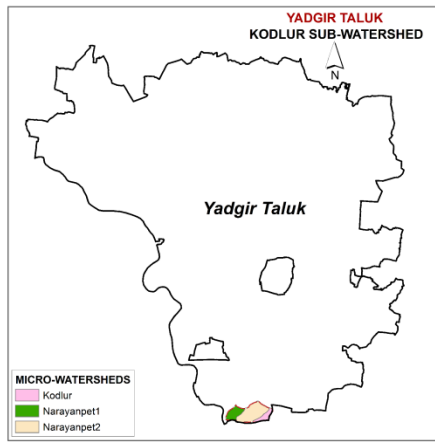 YADGIR TALUK
KODLUR SUB-WATERSHED
N
Yadgir Taluk
MICRO-WATERSHEDS
Kodlur
Narayanpet1
Narayanpet2